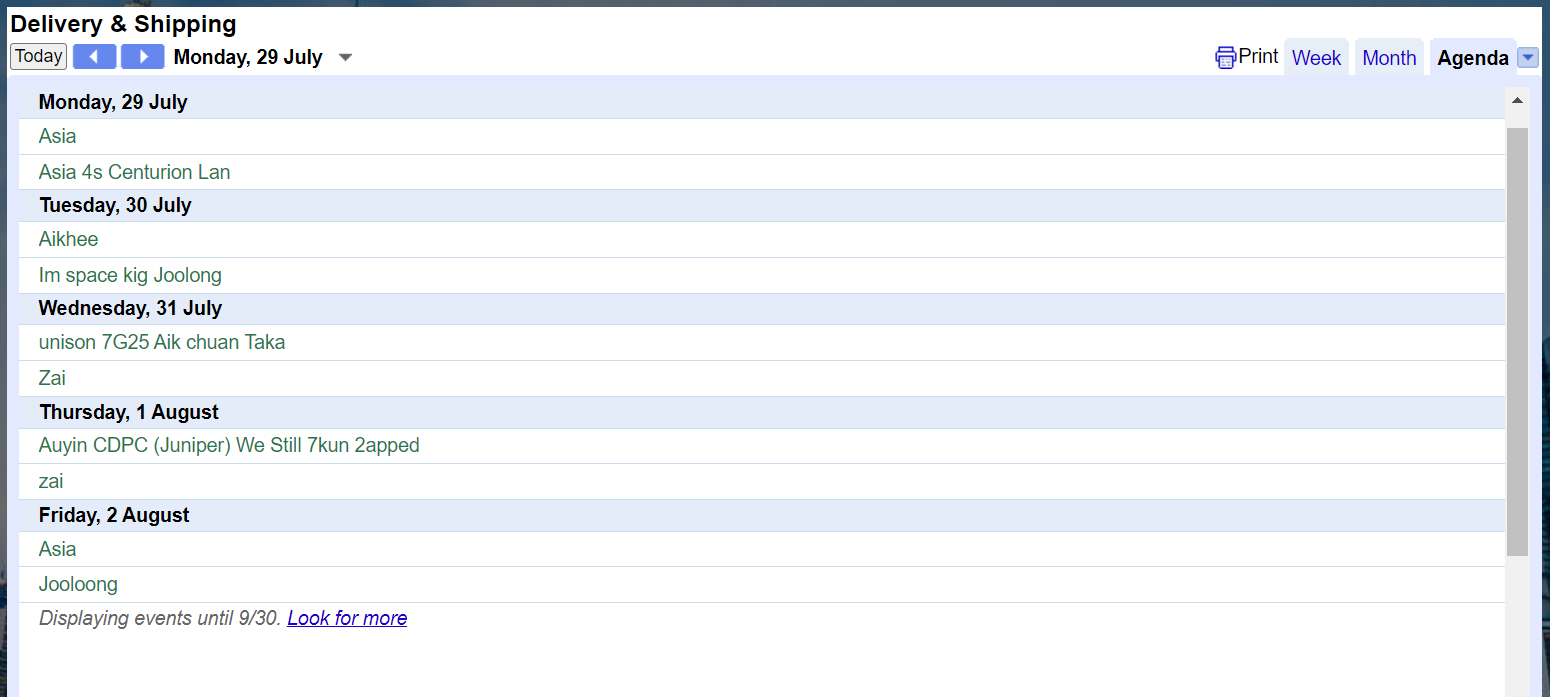 Delivery & Shipping
Today Monday, 29 July Print Week Month Agenda
Monday, 29 July
Asia
Asia 4s Centurion Lan
Tuesday, 30 July
Aikhee
Im space kig Joolong
Wednesday, 31 July
unison 7G25 Aik chuan Taka
Zai
Thursday, 1 August
Auyin CDPC (Juniper) We Still 7kun 2apped
zai
Friday, 2 August
Asia
Jooloong
Displaying events until 9/30. Look for more